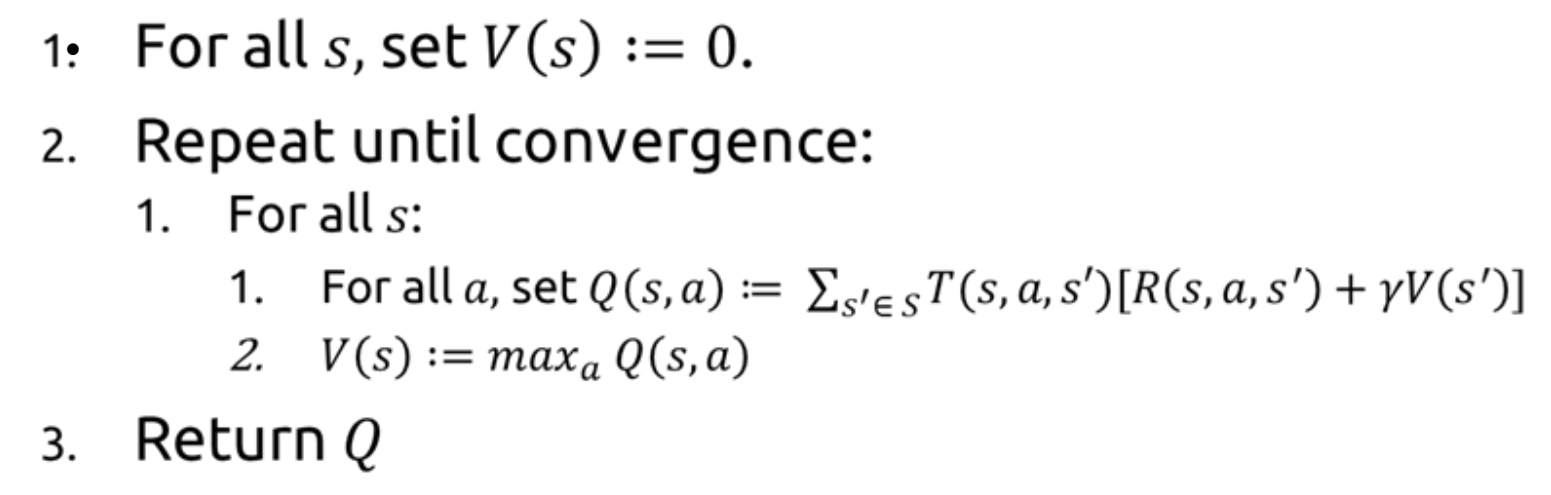 1. For all s, set V(s) := 0.
2. Repeat until convergence:
1. For all s:
1. For all a, set Q(s,a) := ∑s'∈S T(s,a,s')[R(s,a,s') + γV(s')]
2. V(s) := maxₐ Q(s,a)
3. Return Q